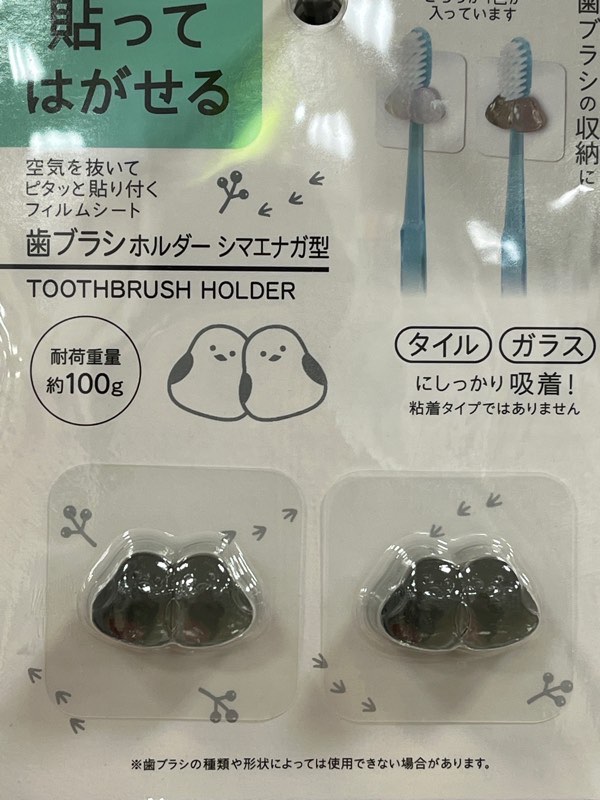 貼って
はがせる
入っています
歯ブラシの収納に
空気を抜いて
ピタッと貼り付く
フィルムシート
歯ブラシホルダー シマエナガ型
TOOTHBRUSH HOLDER
耐荷重量
約100g
タイル ガラス
にしっかり吸着!
粘着タイプではありません
※歯ブラシの種類や形状によっては使用できない場合があります。